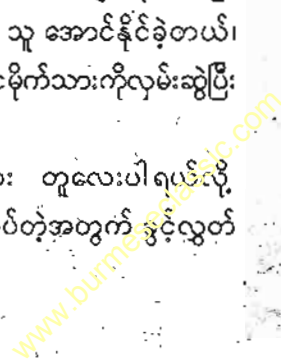 သူ အောင်နိုင်ခဲ့တယ်၊
မိုက်သားကိုလှမ်းဆွဲပြီး
တူလေးပါ ရယ်လို့
ပ်တဲ့အတွက် ခွင့်လွှတ်
www.burmeseclassic.com